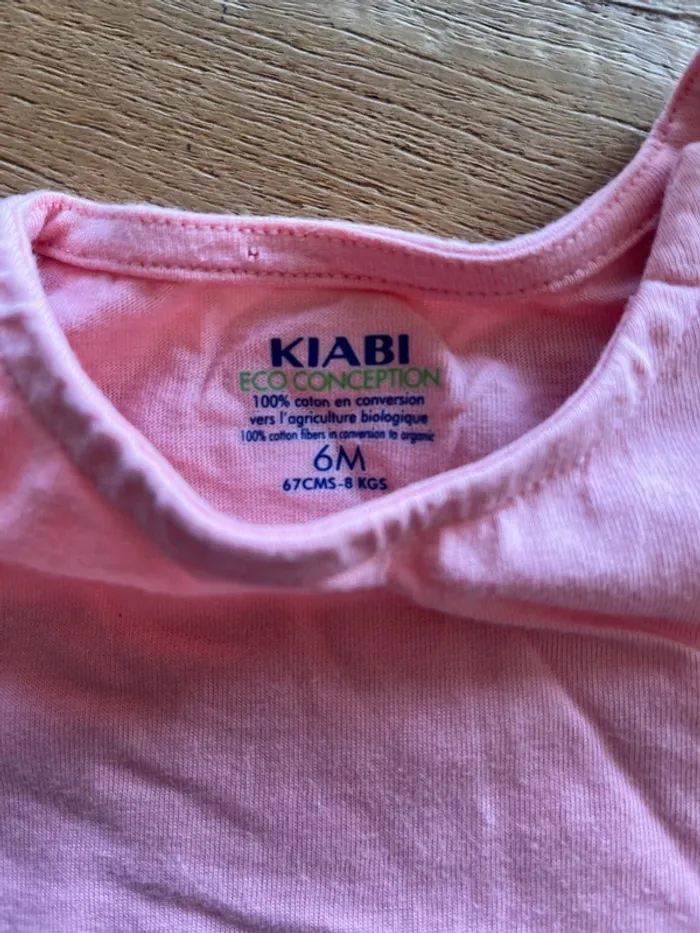 KIABI
ECO CONCEPTION
100% coton en conversion
vers l'agriculture biologique
100% cotton fibers in conversion to organic
6M
67CMS-8 KGS